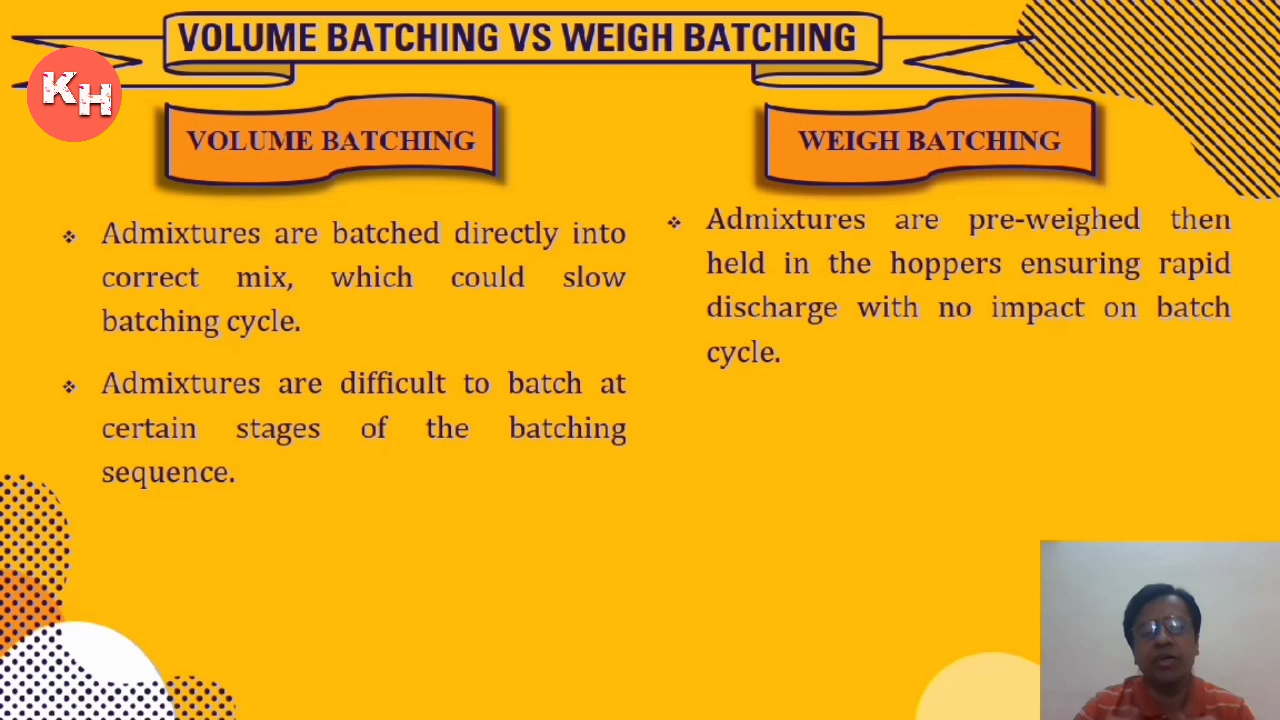 VOLUME BATCHING VS WEIGH BATCHING
KH
VOLUME BATCHING
Admixtures are batched directly into
correct mix, which could slow
batching cycle.
Admixtures are difficult to batch at
certain stages of the batching
sequence.
WEIGH BATCHING
Admixtures are pre-weighed then
held in the hoppers ensuring rapid
discharge with no impact on batch
cycle.